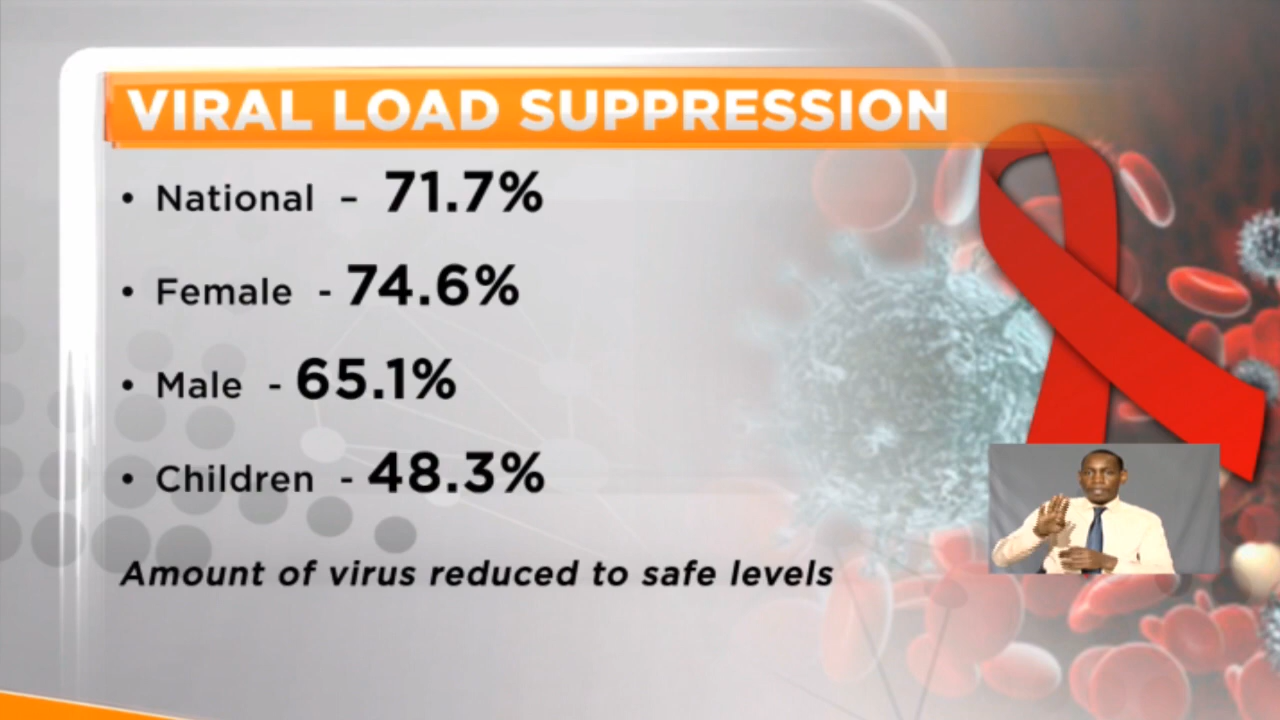 VIRAL LOAD SUPPRESSION
• National – 71.7%
• Female - 74.6%
• Male - 65.1%
• Children - 48.3%
Amount of virus reduced to safe levels